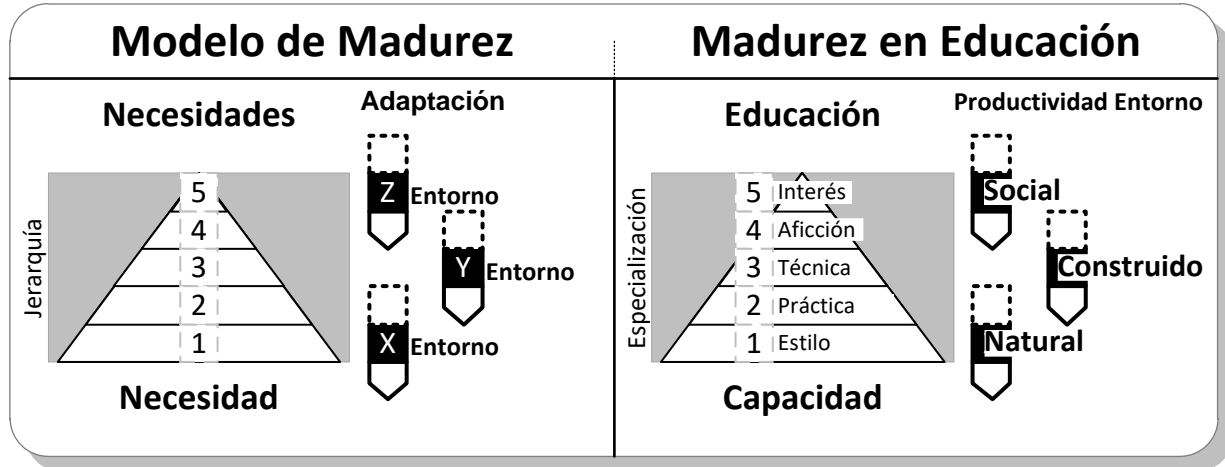 Modelo de Madurez
Necesidades
Adaptación
Jerarquía
5
4
3
2
1
Z Entorno
Y Entorno
X Entorno
Necesidad
Madurez en Educación
Educación
Productividad Entorno
Especialización
5 Interés
4 Aficción
3 Técnica
2 Práctica
1 Estilo
Social
Construido
Natural
Capacidad